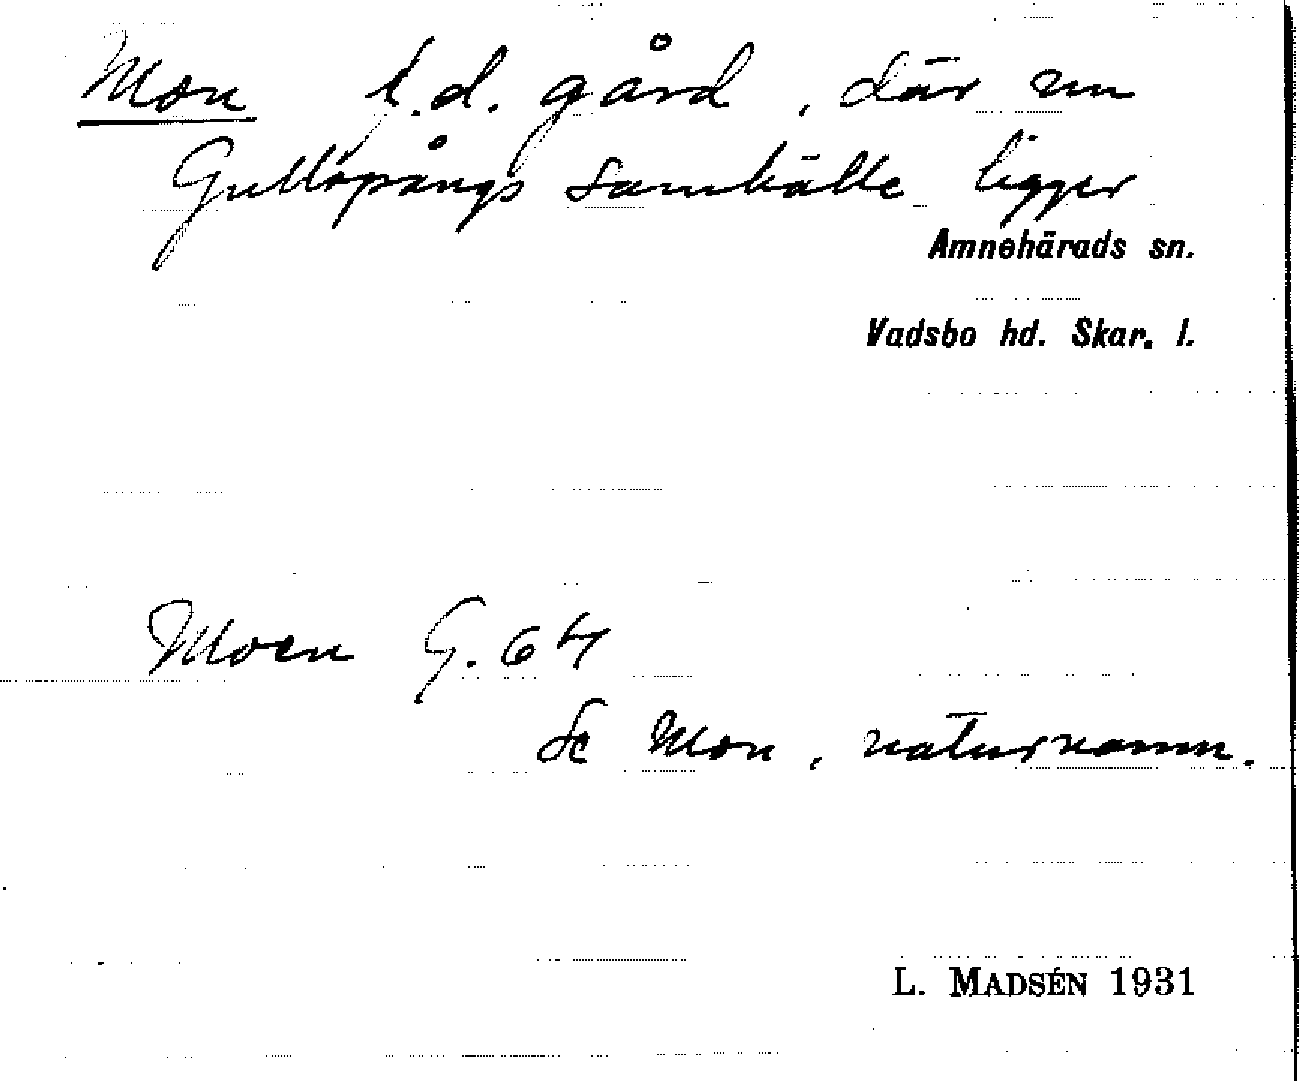 Mon f.d. gård, där nu
Gullspångs samhälle ligger
Amnehärads sn.
Vadsbo hd. Skar. l.
Moen G. 64
Se Mon, naturnamn.
L. MADSÉN 1931